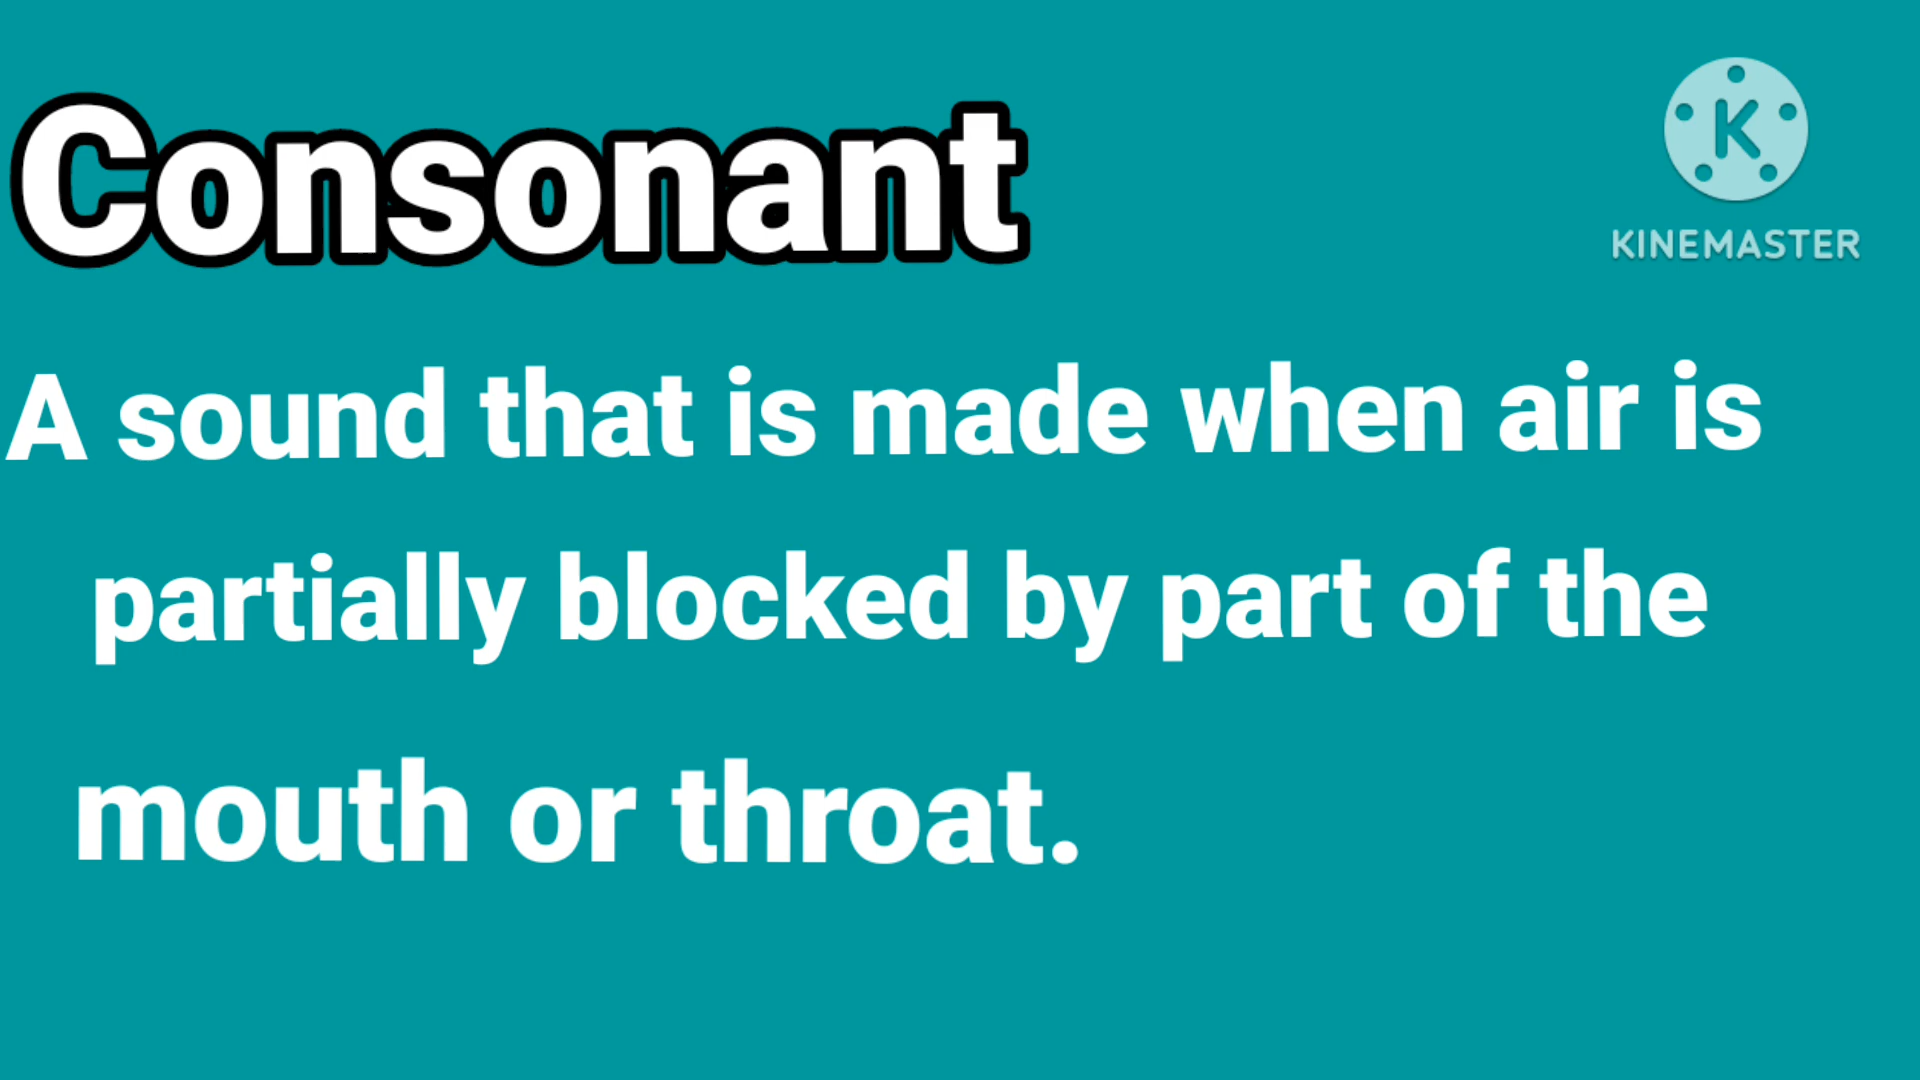 Consonant
K
KINEMASTER
A sound that is made when air is
partially blocked by part of the
mouth or throat.